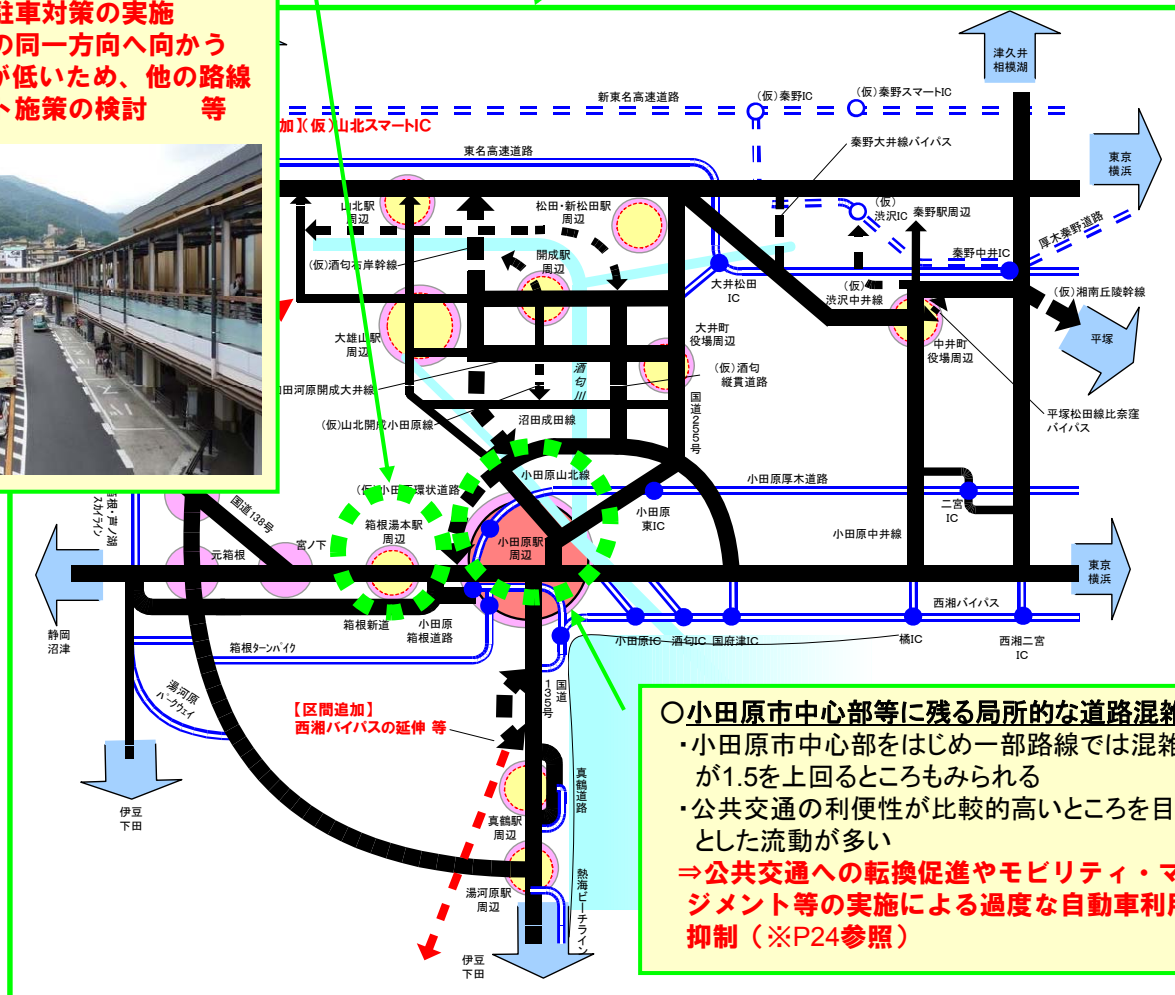 駐車対策の実施
の同一方向へ向かう
が低いため、他の路線
ト施策の検討　等
津久井
相模湖
新東名高速道路
(仮)秦野IC
(仮)秦野スマートIC
加】(仮)山北スマートIC
秦野大井線バイパス
東名高速道路
東京
横浜
山北駅
周辺
松田・新松田駅
周辺
(仮)
渋沢IC
秦野駅周辺
厚木秦野道路
秦野中井IC
(仮)酒匂右岸幹線
開成駅
周辺
大井松田
IC
(仮)
渋沢中井線
(仮)湘南丘陵幹線
大雄山駅
周辺
大井町
役場周辺
中井町
役場周辺
平塚
酒匂川
(仮)酒匂
縦貫道路
田河原開成大井線
国道255号
(仮)山北開成小田原線
沼田成田線
平塚松田線比奈窪
バイパス
小田原山北線
小田原厚木道路
(仮)小田原環状道路
小田原
東IC
二宮
IC
箱根・芦ノ湖
スカイライン
国道138号
箱根湯本駅
周辺
小田原駅
周辺
小田原中井線
元箱根
宮ノ下
東京
横浜
静岡
沼津
箱根新道
小田原
箱根道路
西湘バイパス
小田原IC
酒匂IC
国府津IC
橘IC
西湘二宮
IC
箱根ターンパイク
湯河原
パークウェイ
国道
135号
【区間追加】
西湘バイパスの延伸 等
伊豆
下田
真鶴駅
周辺
真鶴道路
湯河原駅
周辺
熱海ビーチライン
伊豆
下田
○小田原市中心部等に残る局所的な道路混雑
・小田原市中心部をはじめ一部路線では混雑
が1.5を上回るところもみられる
・公共交通の利便性が比較的高いところを目
とした流動が多い
⇒公共交通への転換促進やモビリティ・マ
ジメント等の実施による過度な自動車利用
抑制（※P24参照）